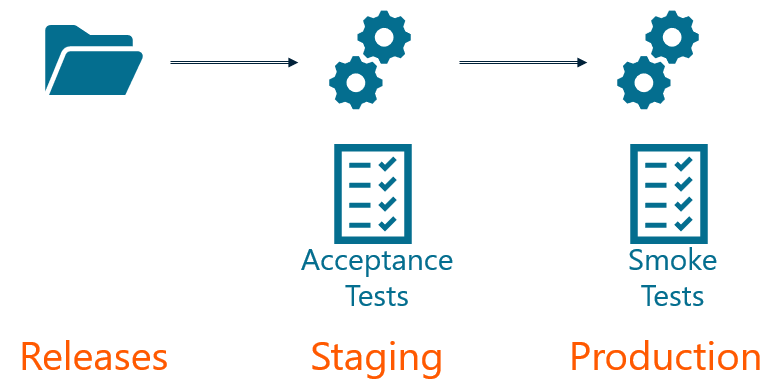 Acceptance
Tests
Smoke
Tests
Releases
Staging
Production